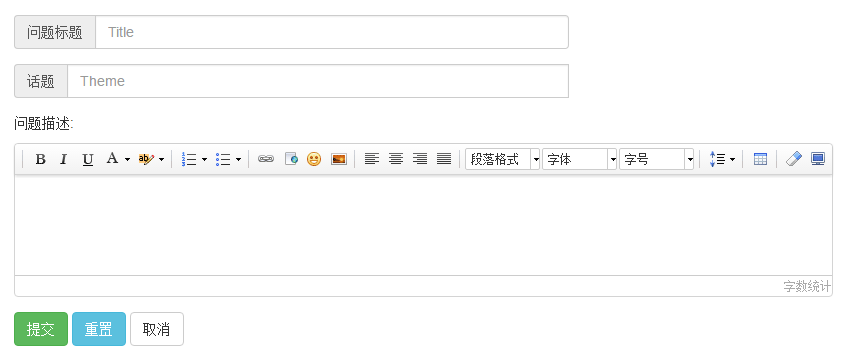 问题标题 Title
话题 Theme
问题描述:
B I U A ab 段落格式 字体 字号
字数统计
提交 重置 取消